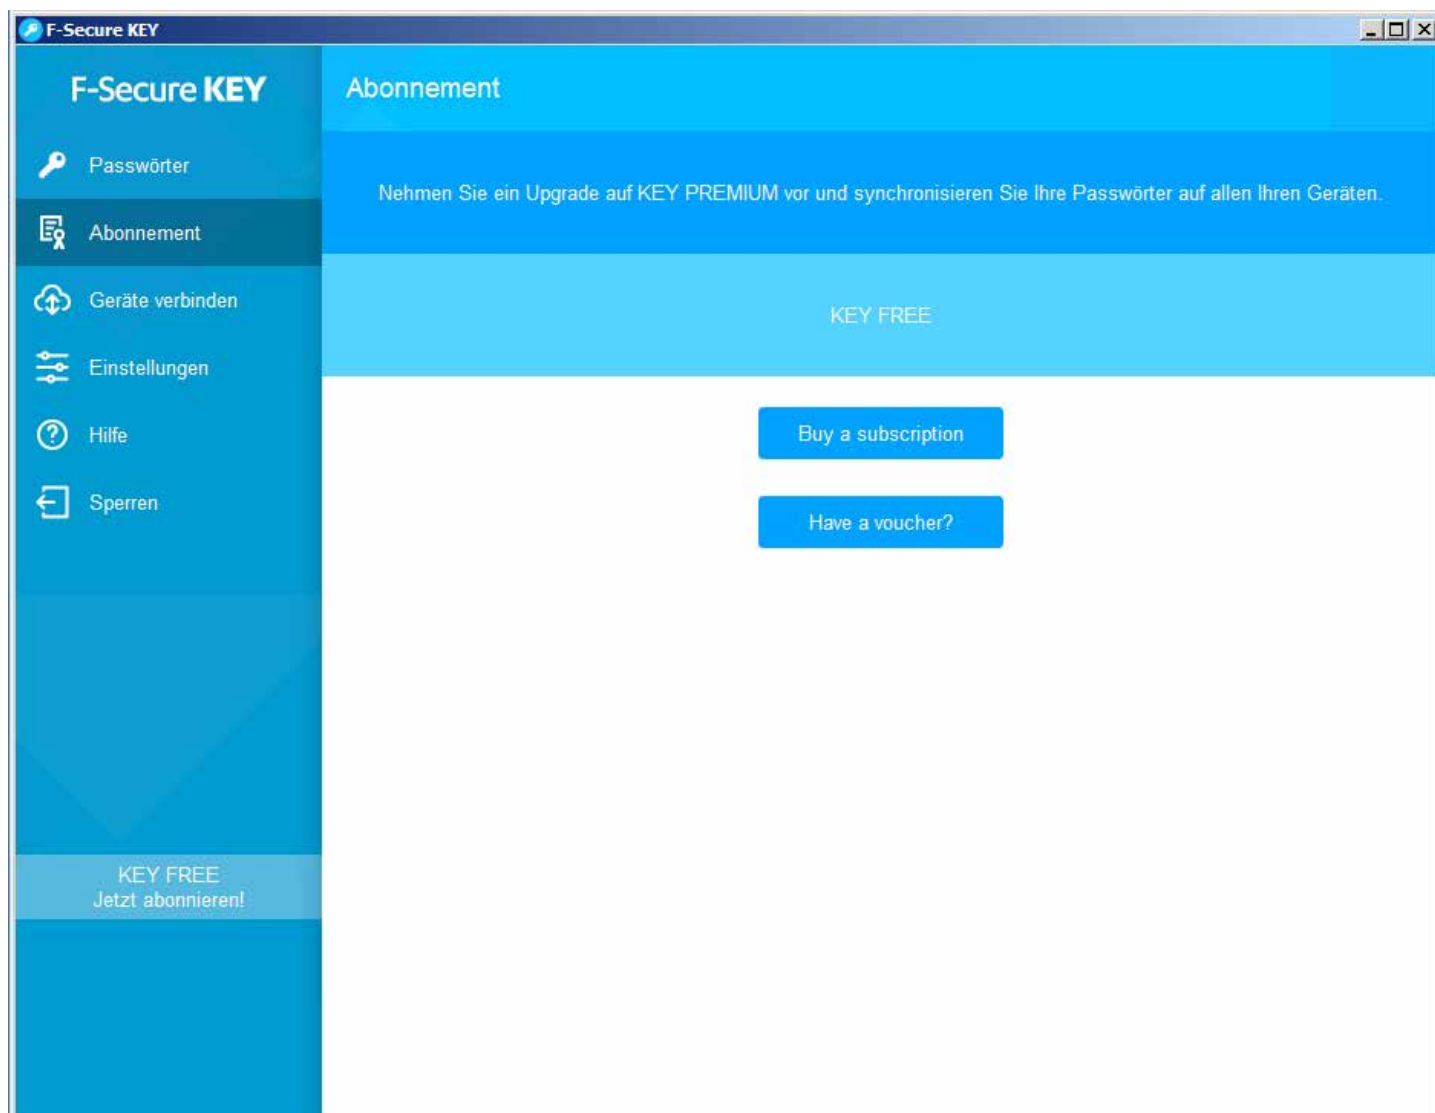 F-Secure KEY
F-Secure KEY
Passwörter
Abonnement
Geräte verbinden
Einstellungen
Hilfe
Sperren
KEY FREE
Jetzt abonnieren!
Abonnement
Nehmen Sie ein Upgrade auf KEY PREMIUM vor und synchronisieren Sie Ihre Passwörter auf allen Ihren Geräten.
KEY FREE
Buy a subscription
Have a voucher?